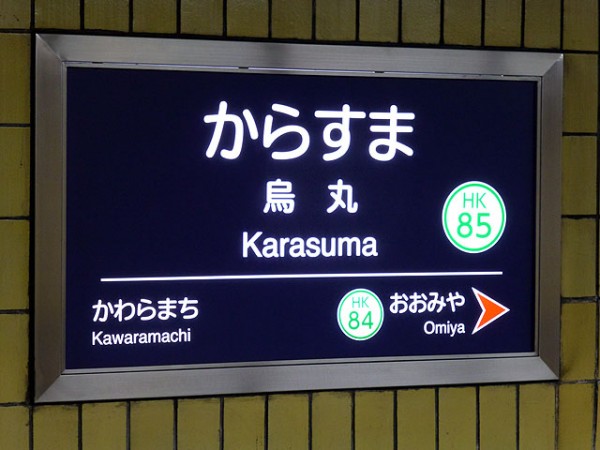 からすま
烏丸
HK
85
Karasuma
かわらまち
Kawaramachi
HK
84
おおみや
Omiya